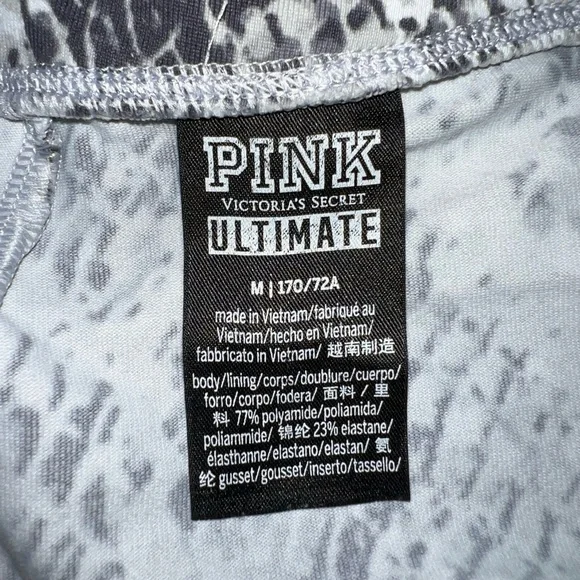 PINK
VICTORIA'S SECRET
ULTIMATE
M | 170/72A
made in Vietnam/fabriqué au
Vietnam/hecho en Vietnam/
fabbricato in Vietnam/ 越南制造
body/lining/corps/doublure/cuerpo/
forro/corpo/fodera/ 面料 / 里
料 77% polyamide/poliamida/
poliammide/ 锦纶 23% elastane/
élasthanne/elastano/elastan/ 氨
纶 gusset/gousset/inserto/tassello/